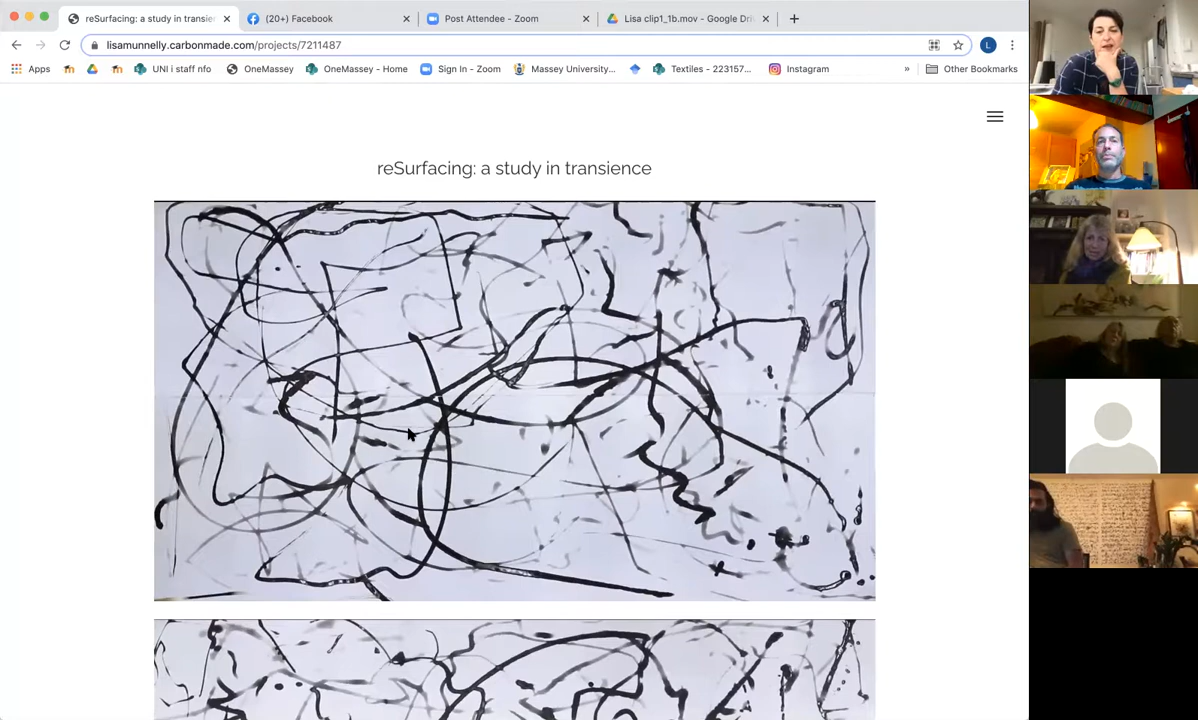 reSurfacing: a study in transien
(20+) Facebook
Post Attendee - Zoom
Lisa clip1_1b.mov - Google Dri
lisamunnelly.carbonmade.com/projects/7211487
L
Apps
UNI i staff nfo
OneMassey
OneMassey - Home
Sign In - Zoom
Massey University...
Textiles - 223157...
Instagram
»
Other Bookmarks
reSurfacing: a study in transience